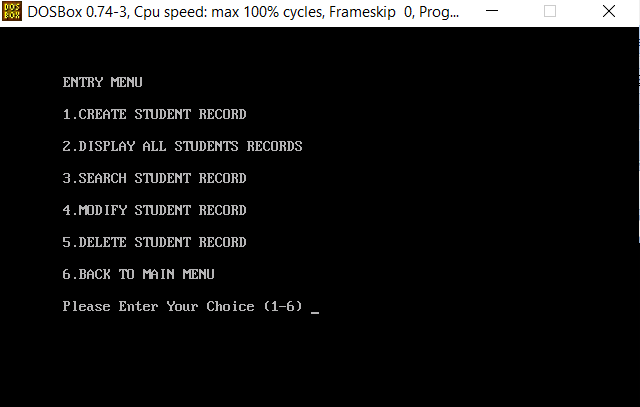 DOS BOX
DOSBox 0.74-3, Cpu speed: max 100% cycles, Frameskip 0, Prog...
ENTRY MENU
1.CREATE STUDENT RECORD
2.DISPLAY ALL STUDENTS RECORDS
3.SEARCH STUDENT RECORD
4.MODIFY STUDENT RECORD
5.DELETE STUDENT RECORD
6.BACK TO MAIN MENU
Please Enter Your Choice (1-6) _